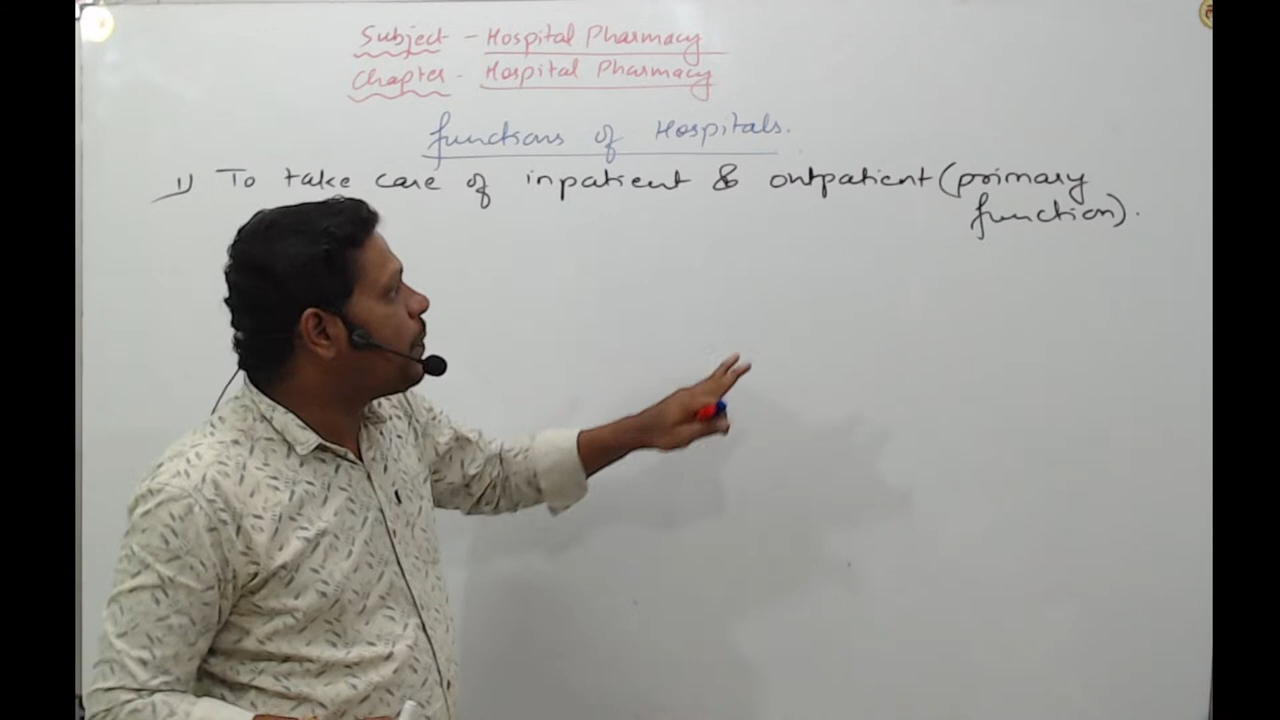 Subject - Hospital Pharmacy
Chapter - Hospital Pharmacy
functions of Hospitals.
1) To take care of inpatient & outpatient (primary
function).